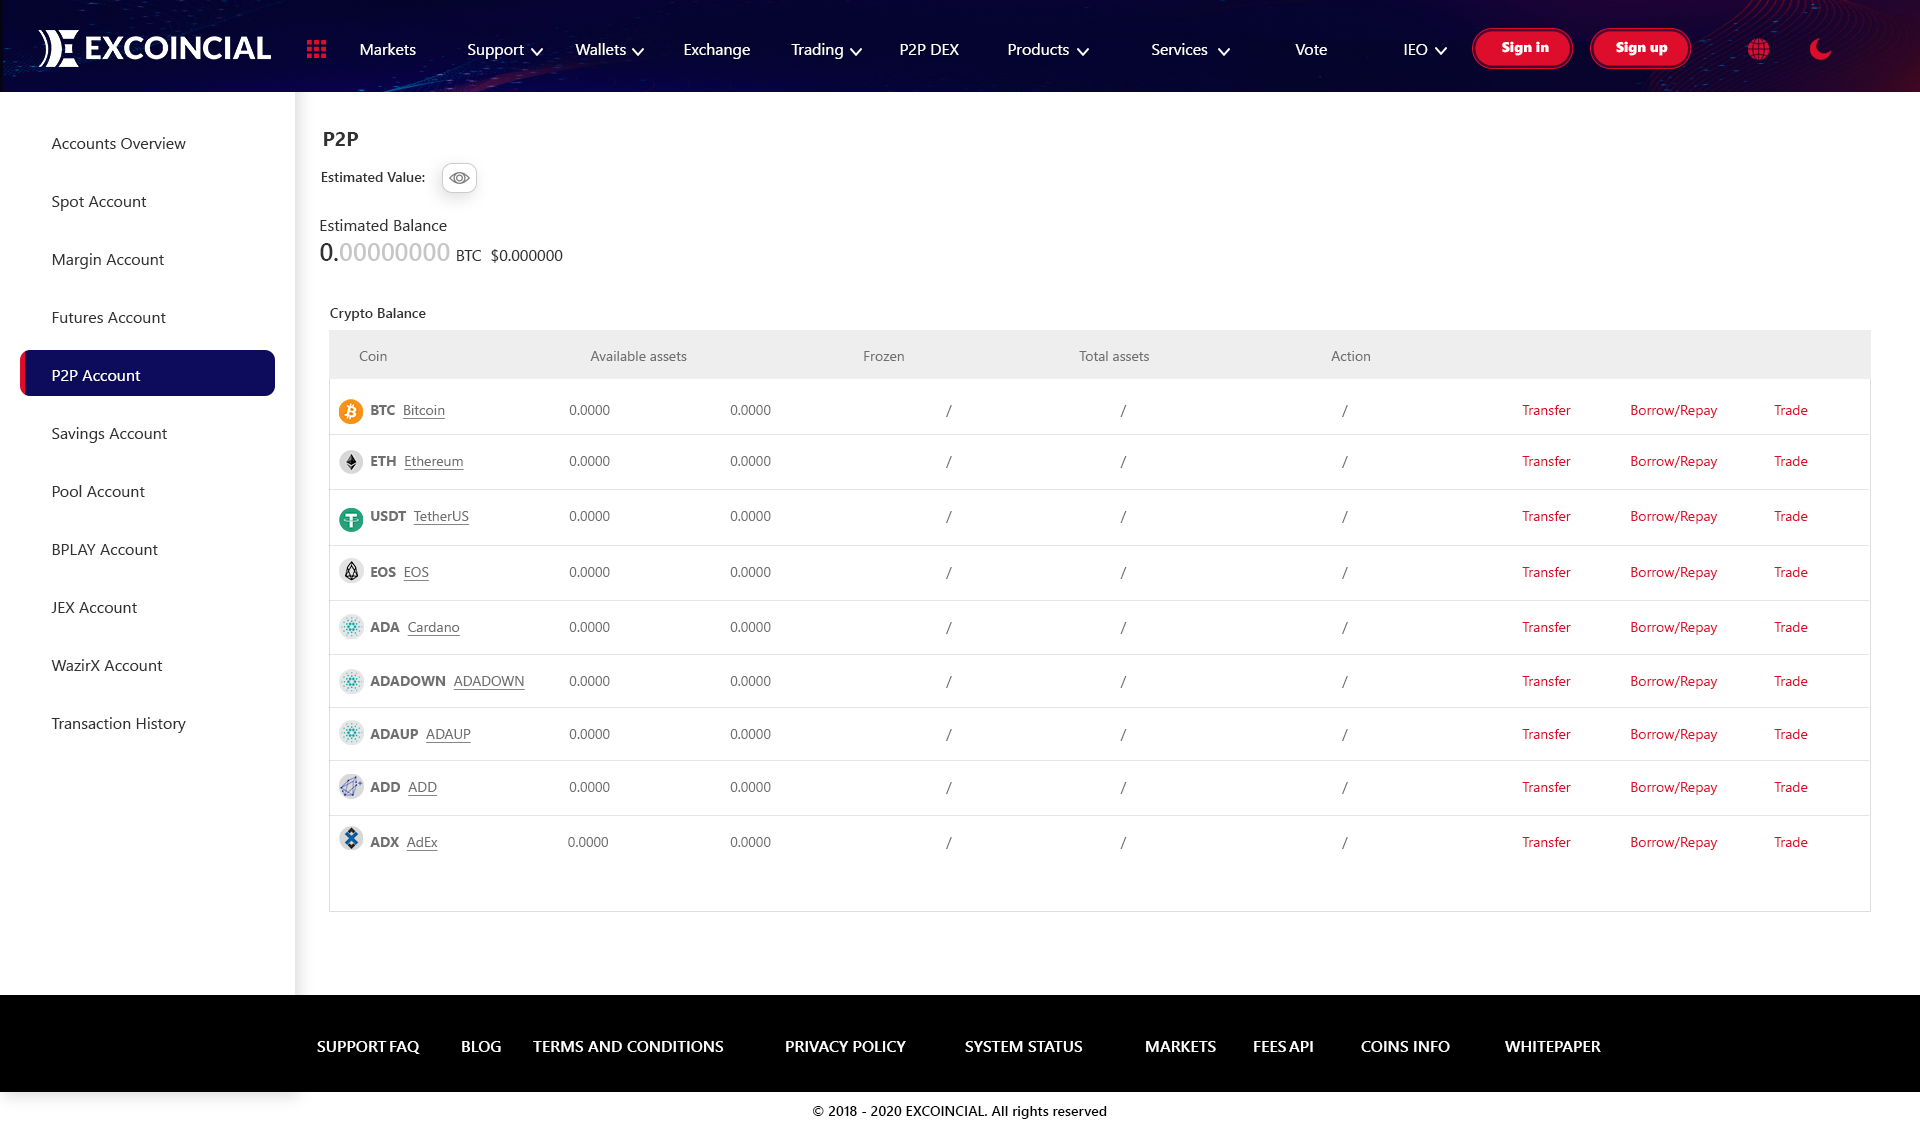 EXCOINCIAL Markets Support Wallets Exchange Trading P2P DEX Products Services Vote IEO Sign in Sign up
Accounts Overview
Spot Account
Margin Account
Futures Account
P2P Account
Savings Account
Pool Account
BPLAY Account
JEX Account
WazirX Account
Transaction History
P2P
Estimated Value:
Estimated Balance
0.00000000 BTC $0.000000
Crypto Balance
Coin Available assets Frozen Total assets Action
BTC Bitcoin 0.0000 0.0000 / / / Transfer Borrow/Repay Trade
ETH Ethereum 0.0000 0.0000 / / / Transfer Borrow/Repay Trade
USDT TetherUS 0.0000 0.0000 / / / Transfer Borrow/Repay Trade
EOS EOS 0.0000 0.0000 / / / Transfer Borrow/Repay Trade
ADA Cardano 0.0000 0.0000 / / / Transfer Borrow/Repay Trade
ADADOWN ADADOWN 0.0000 0.0000 / / / Transfer Borrow/Repay Trade
ADAUP ADAUP 0.0000 0.0000 / / / Transfer Borrow/Repay Trade
ADD ADD 0.0000 0.0000 / / / Transfer Borrow/Repay Trade
ADX AdEx 0.0000 0.0000 / / / Transfer Borrow/Repay Trade
SUPPORT FAQ BLOG TERMS AND CONDITIONS PRIVACY POLICY SYSTEM STATUS MARKETS FEES API COINS INFO WHITEPAPER
© 2018 - 2020 EXCOINCIAL. All rights reserved